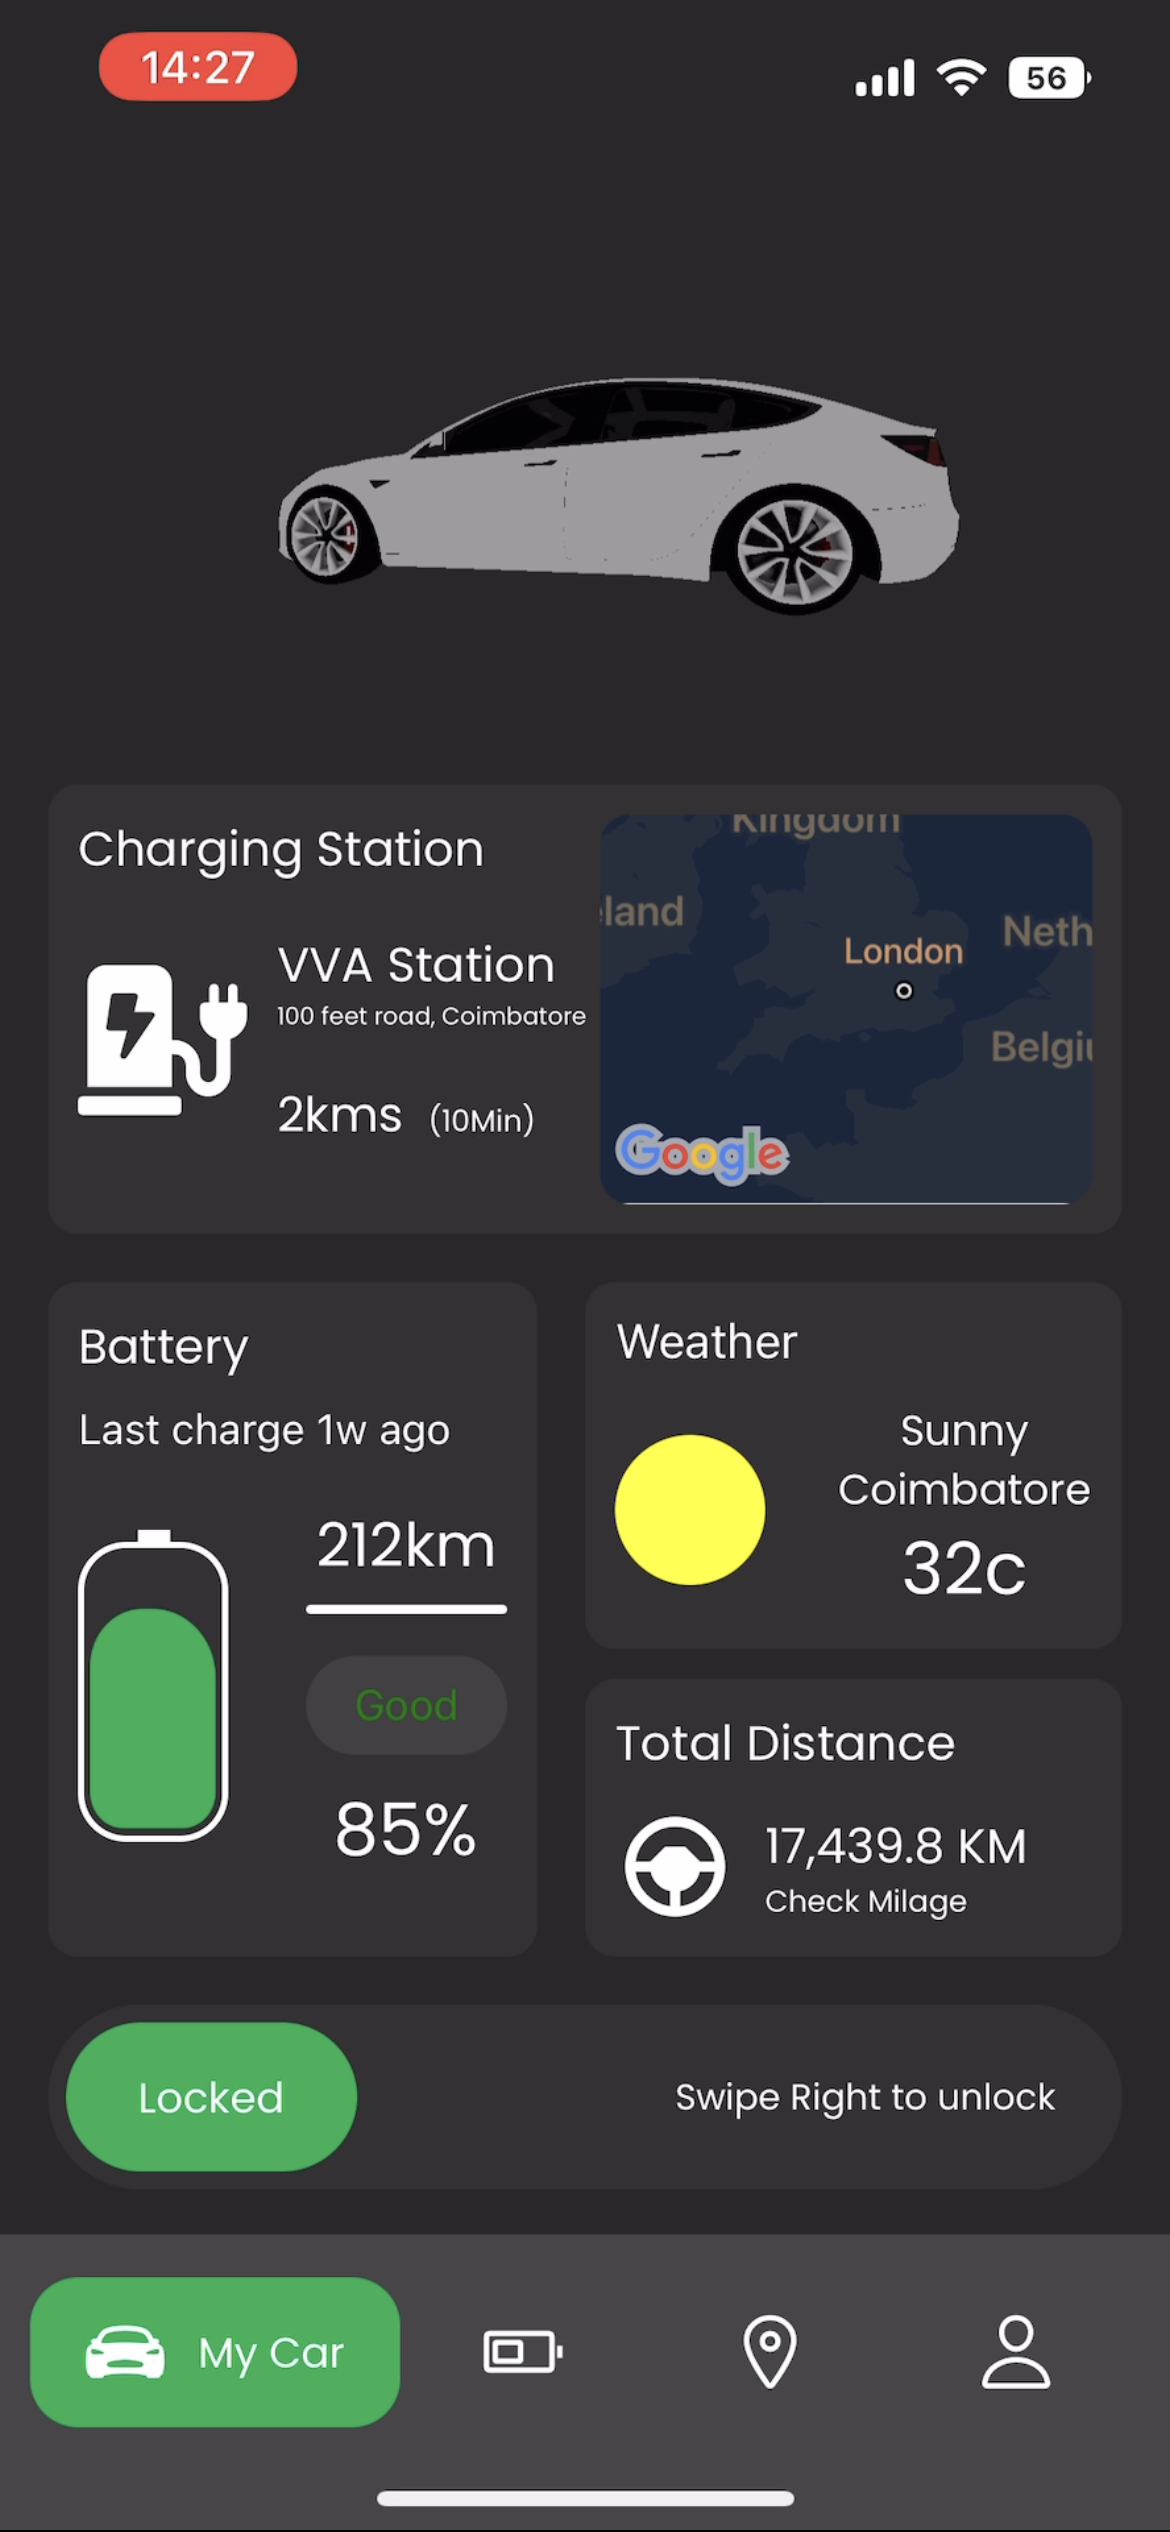 14:27
56
Charging Station
VVA Station
100 feet road, Coimbatore
2kms (10Min)
Kingdom
eland
London
Neth
Belgiu
Google
Battery
Last charge 1w ago
212km
Good
85%
Weather
Sunny
Coimbatore
32c
Total Distance
17,439.8 KM
Check Milage
Locked
Swipe Right to unlock
My Car